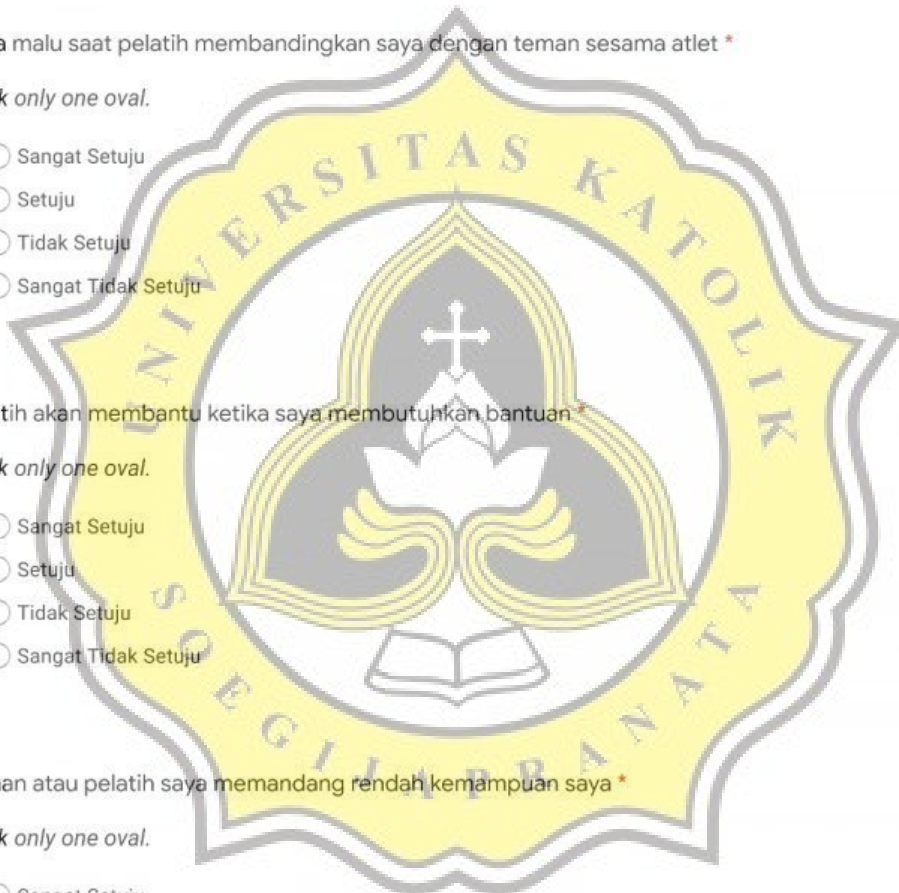 malu saat pelatih membandingkan saya dengan teman sesama atlet *
only one oval.
Sangat Setuju
Setuju
Tidak Setuju
Sangat Tidak Setuju
akan membantu ketika saya membutuhkan bantuan *
only one oval.
Sangat Setuju
Setuju
Tidak Setuju
Sangat Tidak Setuju
atau pelatih saya memandang rendah kemampuan saya *
only one oval.
Sangat Setuju
UNIVERSITAS KATOLIK
SOEGIJAPRANATA